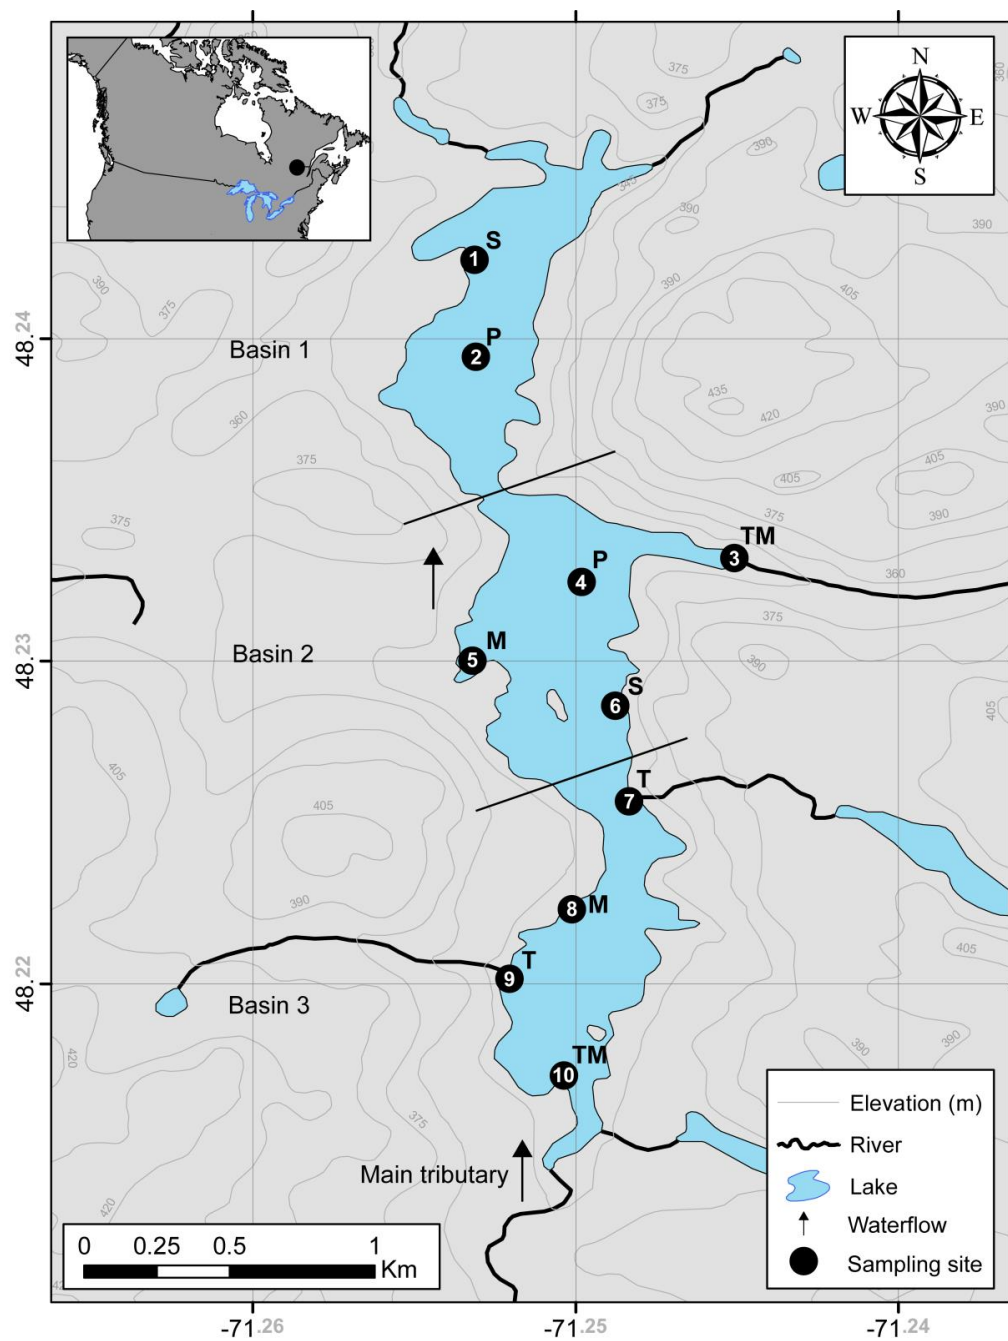 375
375
360
390
345
390
390
390
405
390
375
48.24
Basin 1
435
420
390
360
375
405
405
390
375
375
N
W E
S
S
1
P
2
TM
3
P
4
360
375
M
5
390
48.23
Basin 2
S
6
405
T
7
405
405
M
8
390
405
T
9
48.22
Basin 3
390
420
TM
10
375
Main tributary
420
0 0.25 0.5 1
Km
Elevation (m)
River
Lake
Waterflow
Sampling site
-71.26 -71.25 -71.24